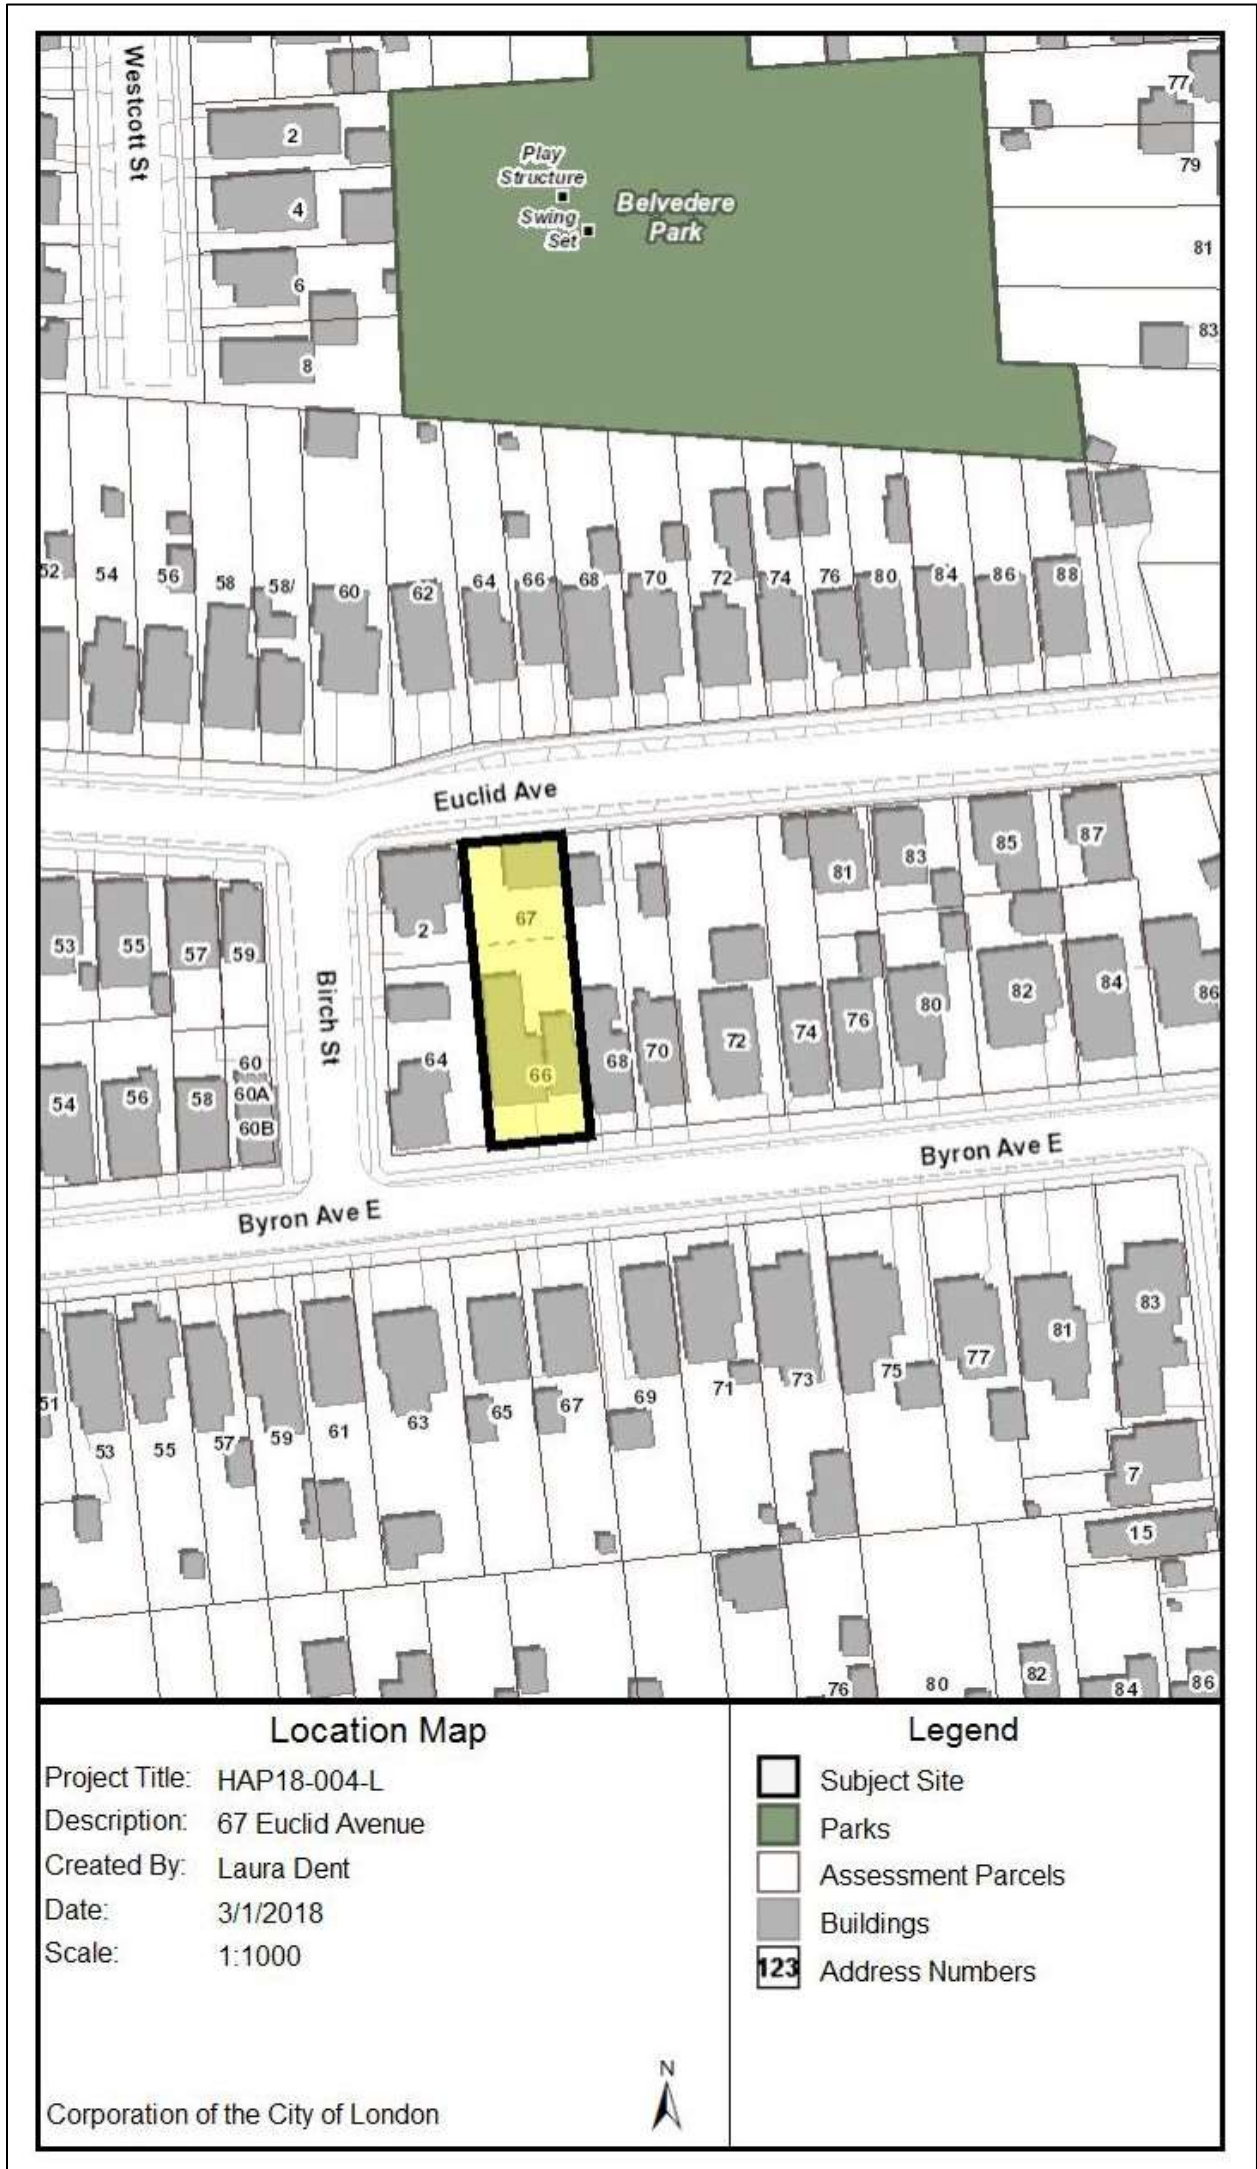 Westcott St
2
4
6
8
Play
Structure
Swing
Set
Belvedere
Park
77
79
81
83
52
54
56
58
58/
60
62
64
66
68
70
72
74
76
80
84
86
88
Euclid Ave
53
55
57
59
2
67
81
83
85
87
Birch St
54
56
58
60
60A
60B
64
66
68
70
72
74
76
80
82
84
86
Byron Ave E
Byron Ave E
51
53
55
57
59
61
63
65
67
69
71
73
75
77
81
83
7
15
76
80
82
84
86
Location Map
Project Title: HAP18-004-L
Description: 67 Euclid Avenue
Created By: Laura Dent
Date: 3/1/2018
Scale: 1:1000
Corporation of the City of London
N
Legend
Subject Site
Parks
Assessment Parcels
Buildings
123 Address Numbers